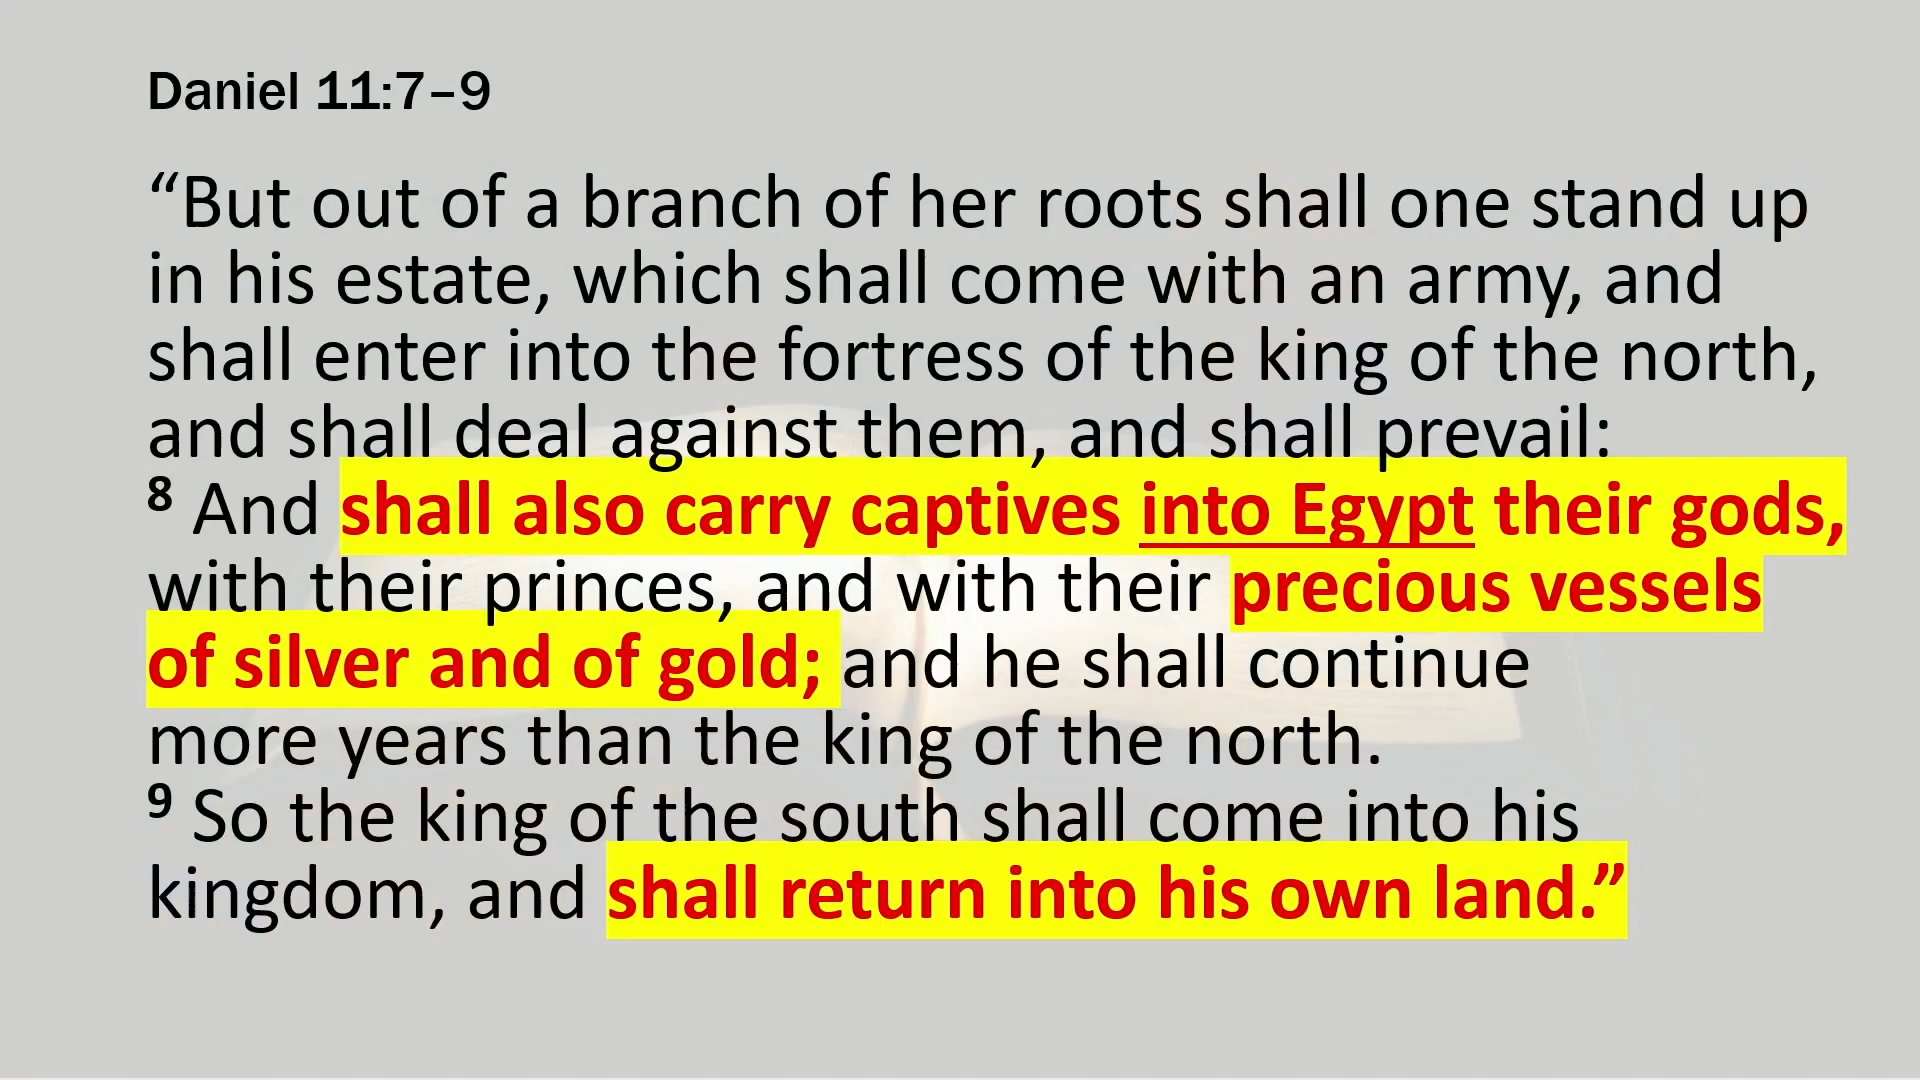 Daniel 11:7–9
“But out of a branch of her roots shall one stand up
in his estate, which shall come with an army, and
shall enter into the fortress of the king of the north,
and shall deal against them, and shall prevail:
8 And shall also carry captives into Egypt their gods,
with their princes, and with their precious vessels
of silver and of gold; and he shall continue
more years than the king of the north.
9 So the king of the south shall come into his
kingdom, and shall return into his own land.”